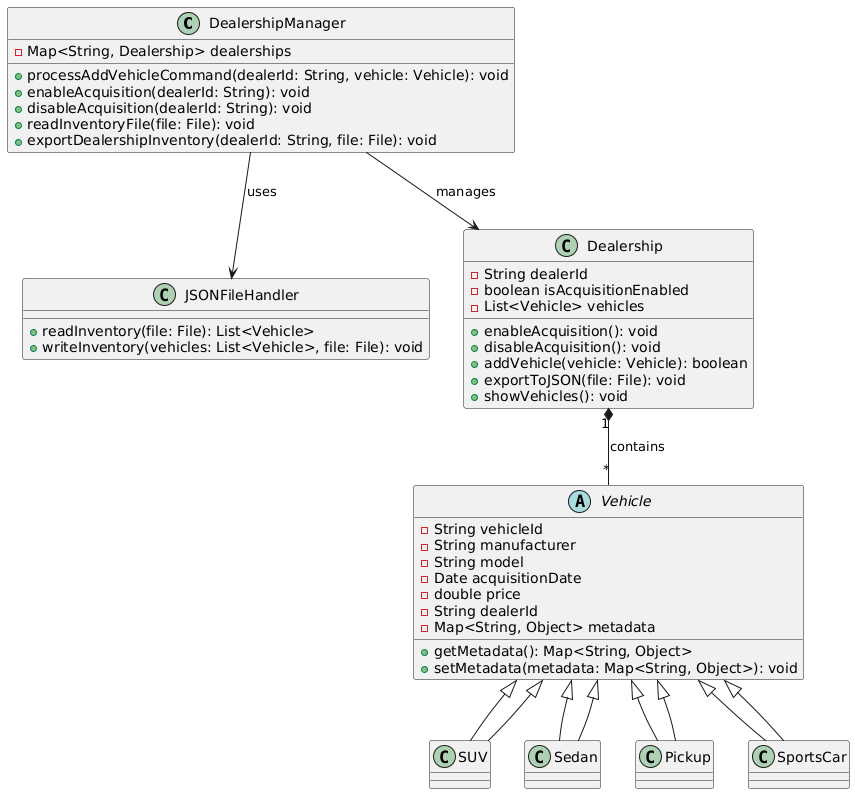 C DealershipManager
Map<String, Dealership> dealerships
processAddVehicleCommand(dealerId: String, vehicle: Vehicle): void
enableAcquisition(dealerId: String): void
disableAcquisition(dealerId: String): void
readInventoryFile(file: File): void
exportDealershipInventory(dealerId: String, file: File): void
uses
manages
C JSONFileHandler
readInventory(file: File): List<Vehicle>
writeInventory(vehicles: List<Vehicle>, file: File): void
C Dealership
String dealerId
boolean isAcquisitionEnabled
List<Vehicle> vehicles
enableAcquisition(): void
disableAcquisition(): void
addVehicle(vehicle: Vehicle): boolean
exportToJSON(file: File): void
showVehicles(): void
1
contains
*
A Vehicle
String vehicleId
String manufacturer
String model
Date acquisitionDate
double price
String dealerId
Map<String, Object> metadata
getMetadata(): Map<String, Object>
setMetadata(metadata: Map<String, Object>): void
C SUV
C Sedan
C Pickup
C SportsCar